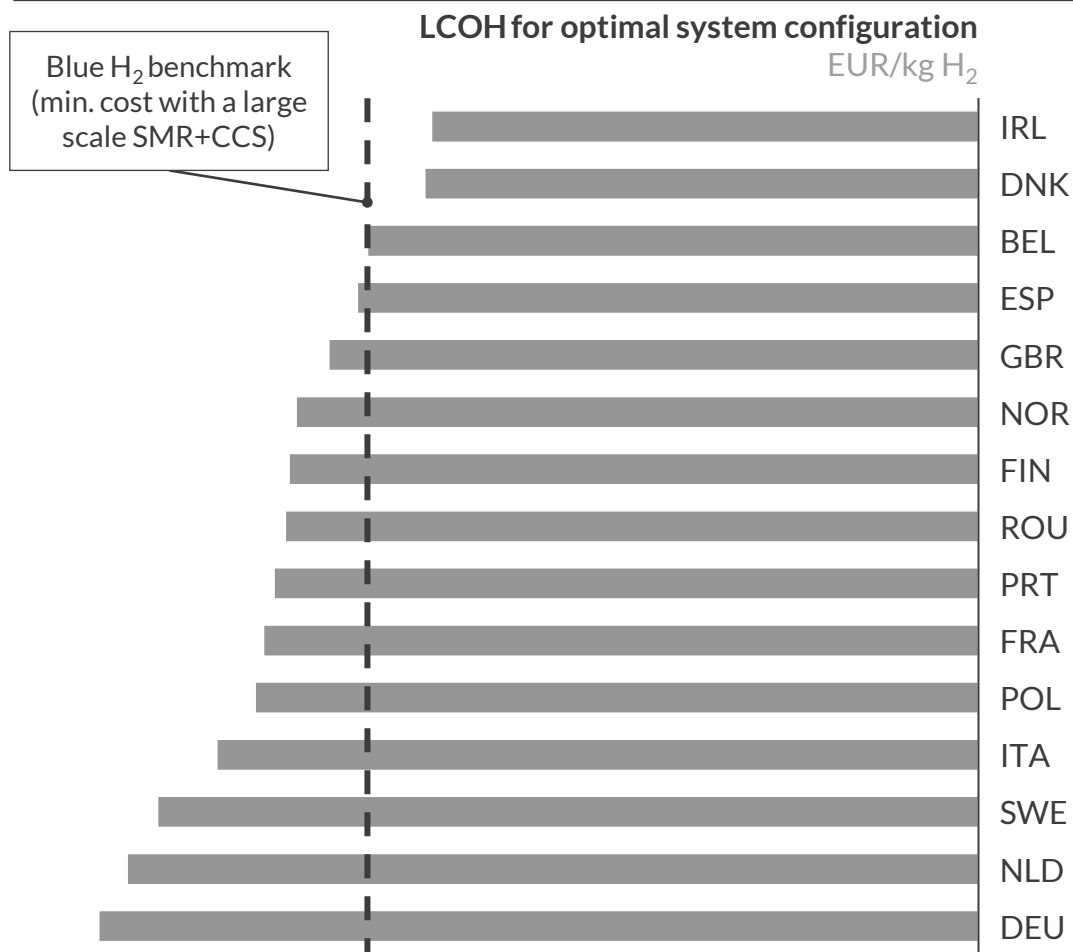 LCOH for optimal system configuration
EUR/kg H₂
Blue H₂ benchmark
(min. cost with a large
scale SMR+CCS)
IRL
DNK
BEL
ESP
GBR
NOR
FIN
ROU
PRT
FRA
POL
ITA
SWE
NLD
DEU